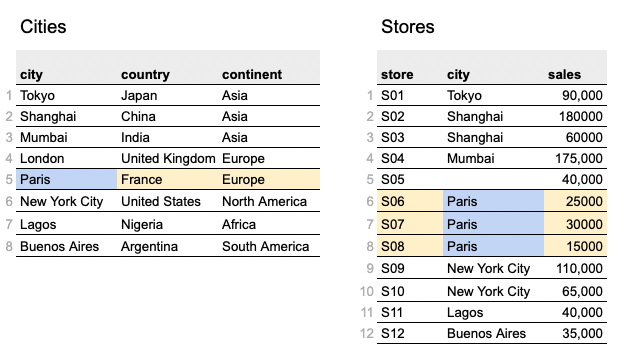 Cities
city country continent
1 Tokyo Japan Asia
2 Shanghai China Asia
3 Mumbai India Asia
4 London United Kingdom Europe
5 Paris France Europe
6 New York City United States North America
7 Lagos Nigeria Africa
8 Buenos Aires Argentina South America
Stores
store city sales
1 S01 Tokyo 90,000
2 S02 Shanghai 180000
3 S03 Shanghai 60000
4 S04 Mumbai 175,000
5 S05 40,000
6 S06 Paris 25000
7 S07 Paris 30000
8 S08 Paris 15000
9 S09 New York City 110,000
10 S10 New York City 65,000
11 S11 Lagos 40,000
12 S12 Buenos Aires 35,000